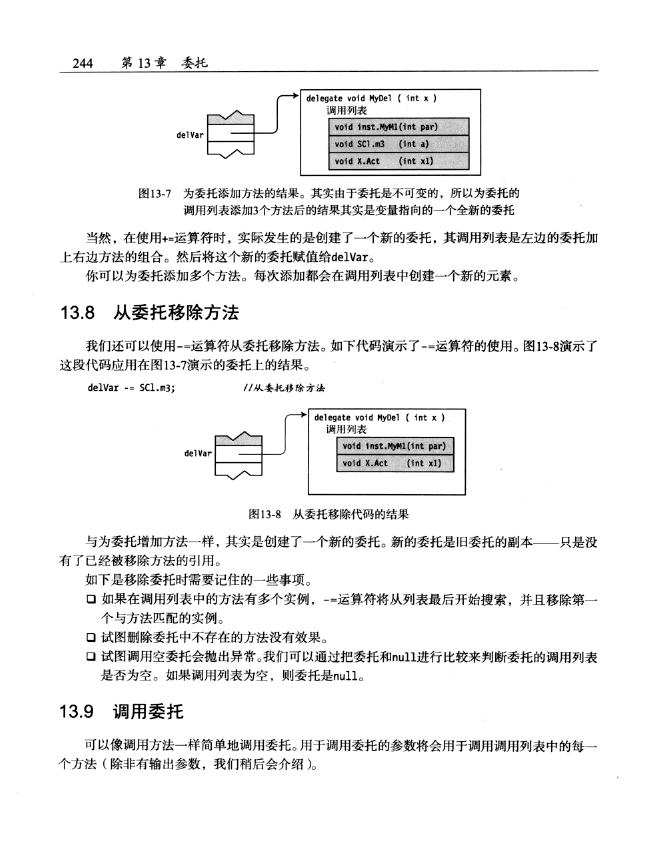 244 第13章 委托
delegate void MyDel ( int x )
调用列表
void inst.MyM1(int par)
delVar
void SCl.m3 (int a)
void X.Act (int x1)
图13-7 为委托添加方法的结果。其实由于委托是不可变的，所以为委托的
调用列表添加3个方法后的结果其实是变量指向的一个全新的委托
当然，在使用+=运算符时，实际发生的是创建了一个新的委托，其调用列表是左边的委托加
上右边方法的组合。然后将这个新的委托赋值给delVar。
你可以为委托添加多个方法。每次添加都会在调用列表中创建一个新的元素。
13.8 从委托移除方法
我们还可以使用-=运算符从委托移除方法。如下代码演示了-=运算符的使用。图13-8演示了
这段代码应用在图13-7演示的委托上的结果。
delVar -= SCl.m3; //从委托移除方法
delegate void MyDel ( int x )
调用列表
void inst.MyM1(int par)
delVar
void X.Act (int x1)
图13-8 从委托移除代码的结果
与为委托增加方法一样，其实是创建了一个新的委托。新的委托是旧委托的副本——只是没
有了已经被移除方法的引用。
如下是移除委托时需要记住的一些事项。
❑ 如果在调用列表中的方法有多个实例，-=运算符将从列表最后开始搜索，并且移除第一
个与方法匹配的实例。
❑ 试图删除委托中不存在的方法没有效果。
❑ 试图调用空委托会抛出异常。我们可以通过把委托和null进行比较来判断委托的调用列表
是否为空。如果调用列表为空，则委托是null。
13.9 调用委托
可以像调用方法一样简单地调用委托。用于调用委托的参数将会用于调用调用列表中的每一
个方法（除非有输出参数，我们稍后会介绍）。